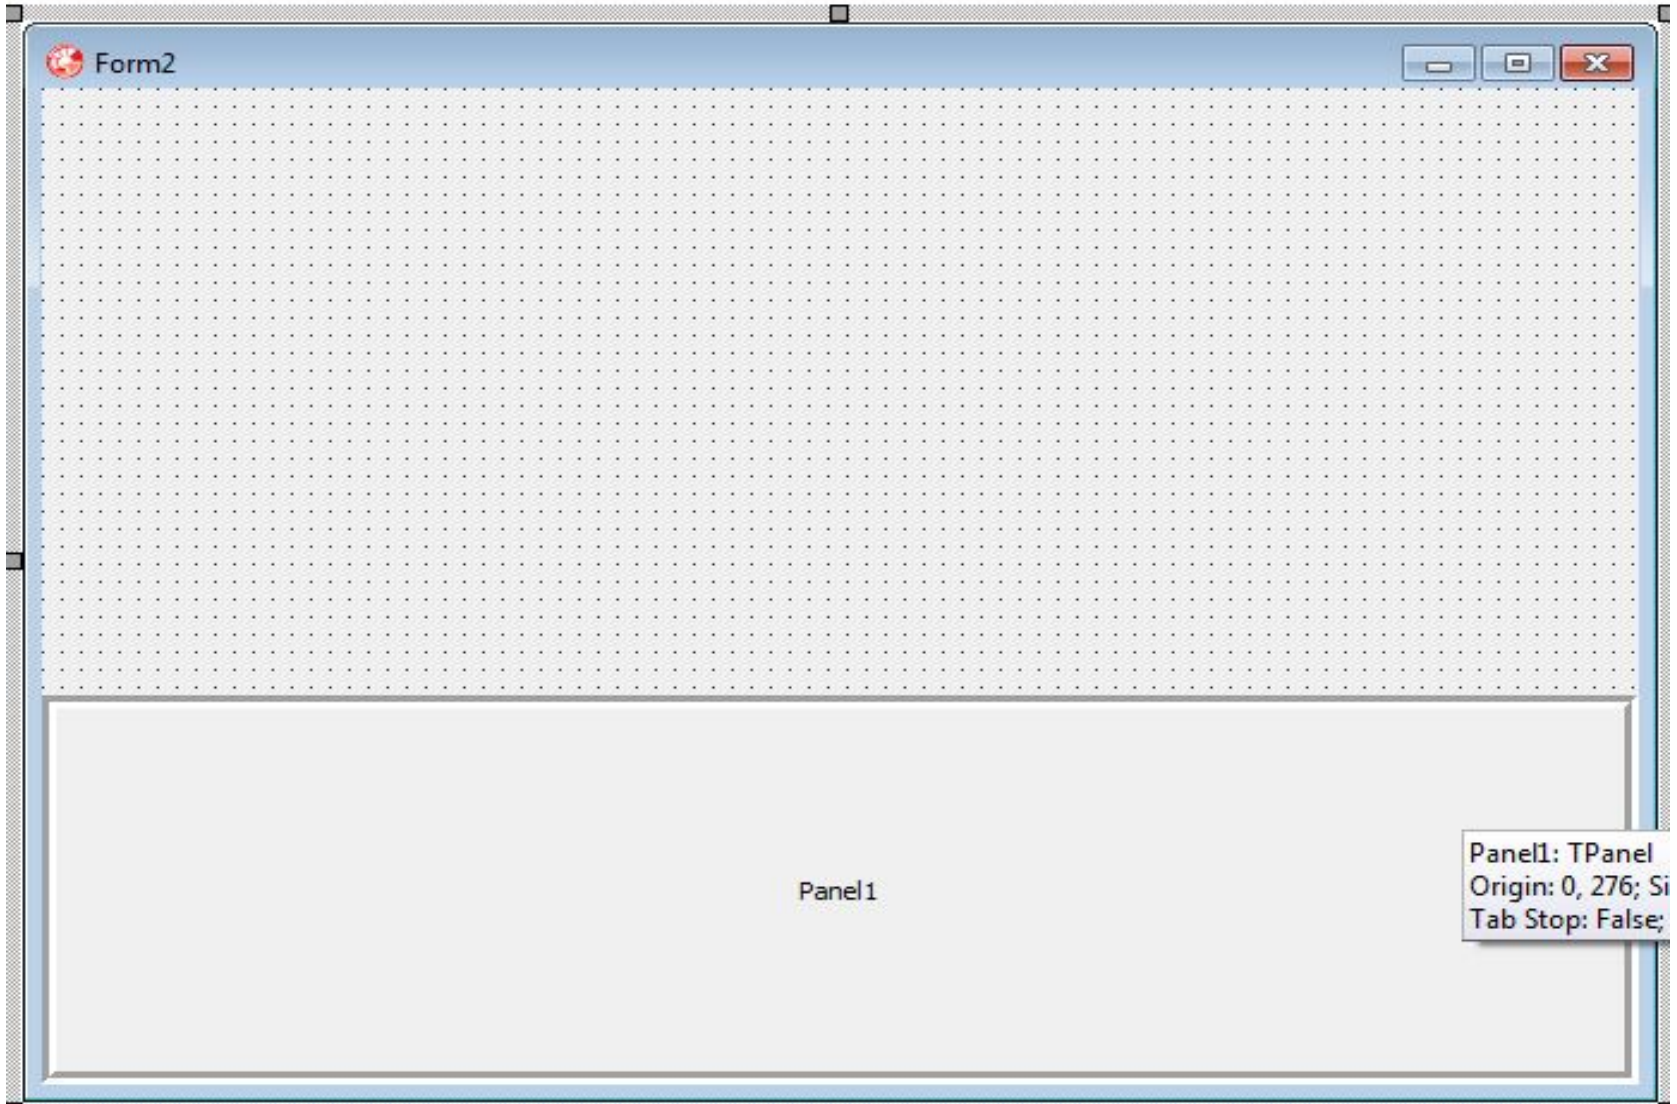 Form2
Panel1
Panel1: TPanel
Origin: 0, 276; Si
Tab Stop: False;